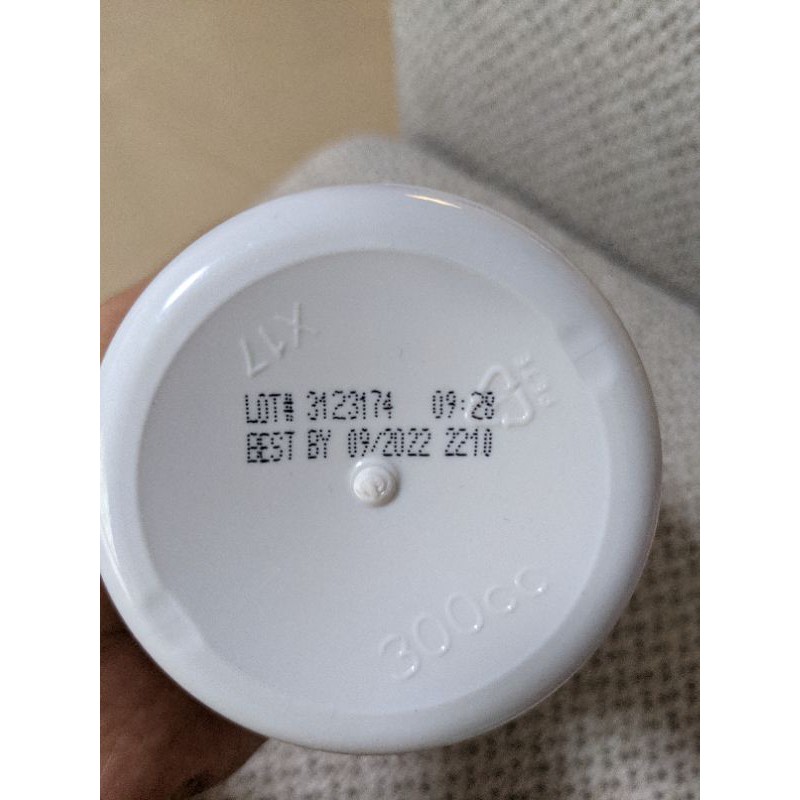 X17
LOT# 3123174 09:28
BEST BY 09/2022 2210
300cc